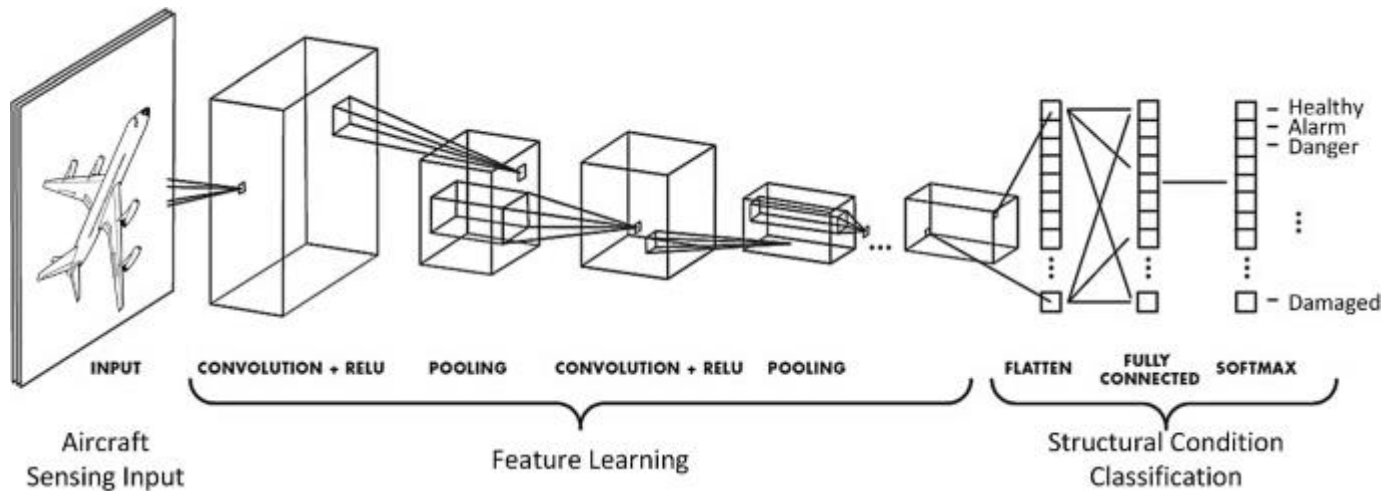 Healthy
Alarm
Danger
Damaged
INPUT
CONVOLUTION + RELU
POOLING
CONVOLUTION + RELU
POOLING
FLATTEN
FULLY
CONNECTED
SOFTMAX
Aircraft
Sensing Input
Feature Learning
Structural Condition
Classification